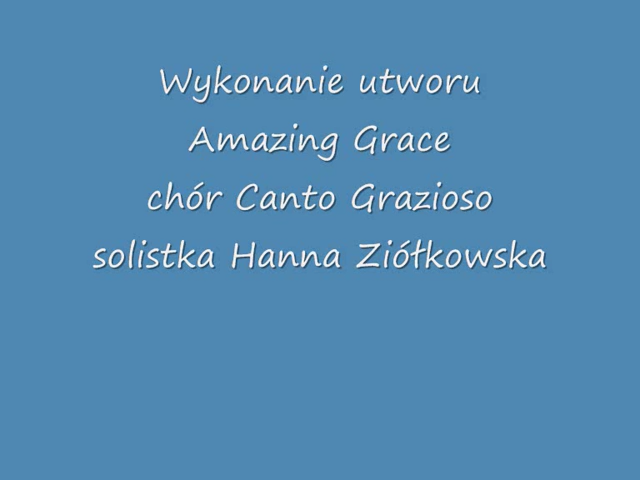 Wykonanie utworu
Amazing Grace
chór Canto Grazioso
solistka Hanna Ziółkowska